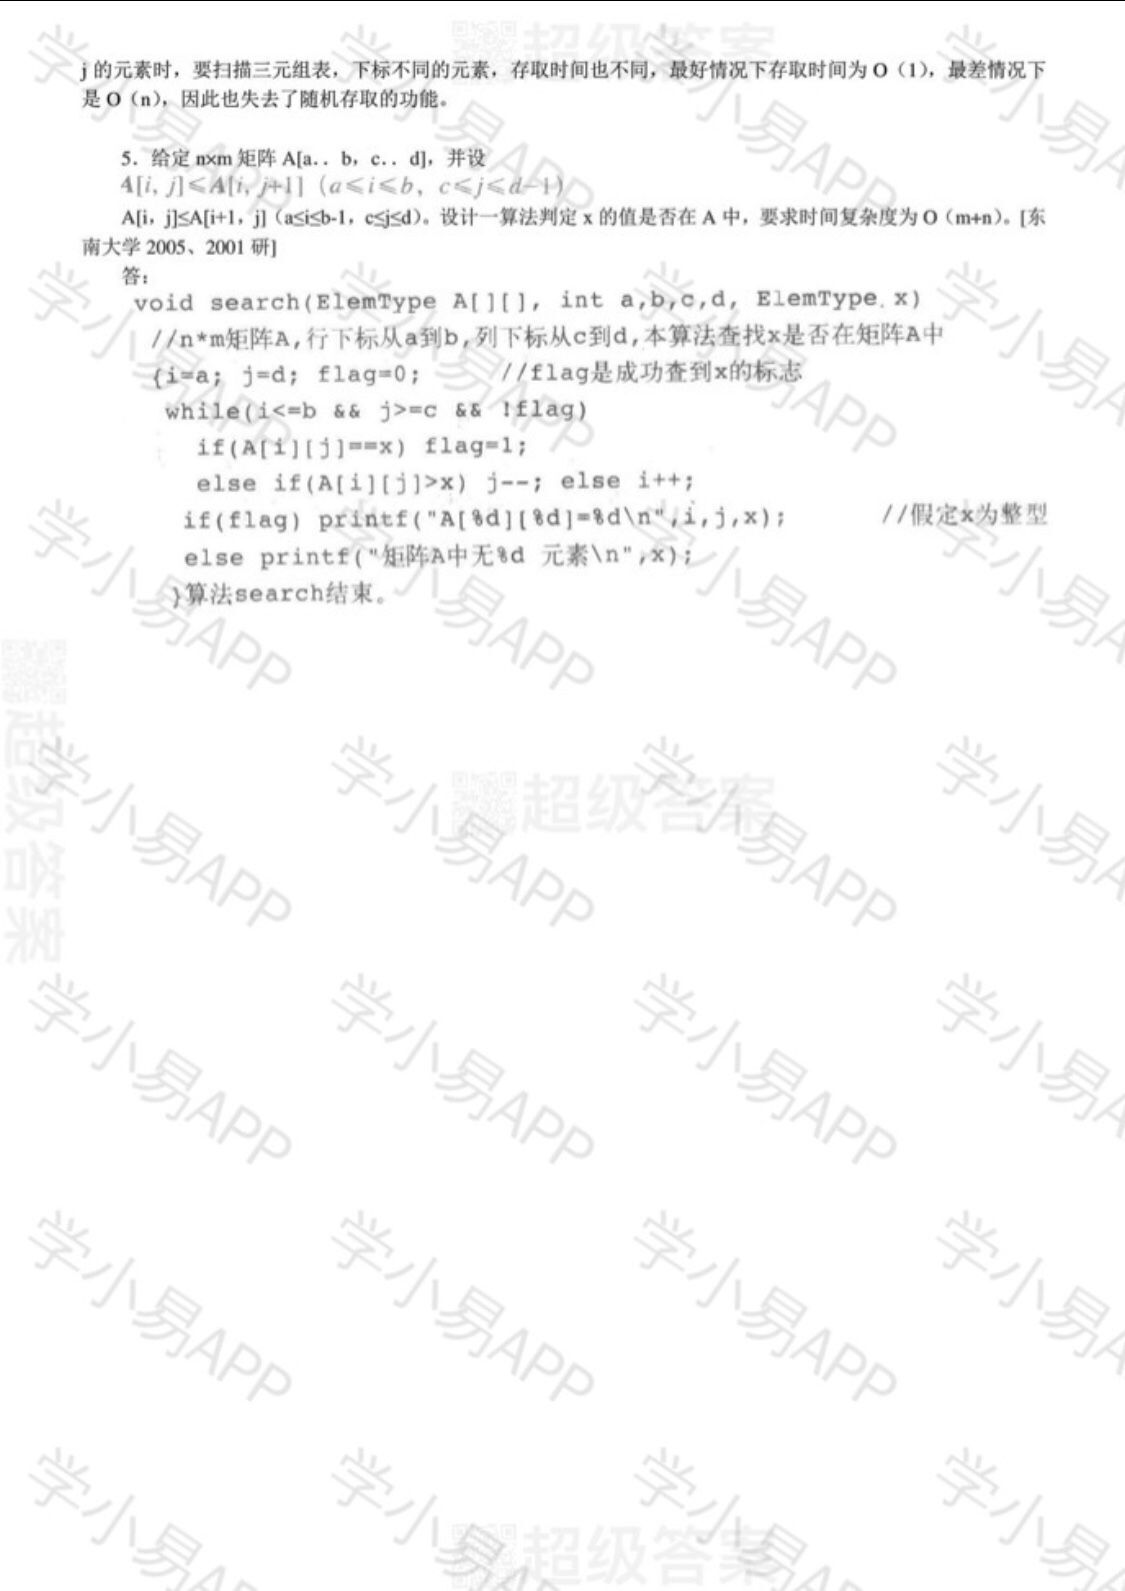 j 的元素时，要扫描三元组表，下标不同的元素，存取时间也不同，最好情况下存取时间为 O（1），最差情况下
是 O（n），因此也失去了随机存取的功能。
5．给定 n×m 矩阵 A[a．．b，c．．d]，并设
A[i, j]≤A[i, j+1]（a≤i≤b，c≤j≤d−1）
A[i，j]≤A[i+1，j]（a≤i≤b-1，c≤j≤d）。设计一算法判定 x 的值是否在 A 中，要求时间复杂度为 O（m+n）。[东
南大学 2005、2001 研]
答：
void search(ElemType A[][], int a,b,c,d, ElemType x)
//n*m矩阵A,行下标从a到b,列下标从c到d,本算法查找x是否在矩阵A中
{i=a; j=d; flag=0; //flag是成功查到x的标志
while(i<=b && j>=c && !flag)
if(A[i][j]==x) flag=1;
else if(A[i][j]>x) j--; else i++;
if(flag) printf("A[%d][%d]=%d\n",i,j,x); //假定x为整型
else printf("矩阵A中无%d 元素\n",x);
}算法search结束。
学小易APP
超级答案